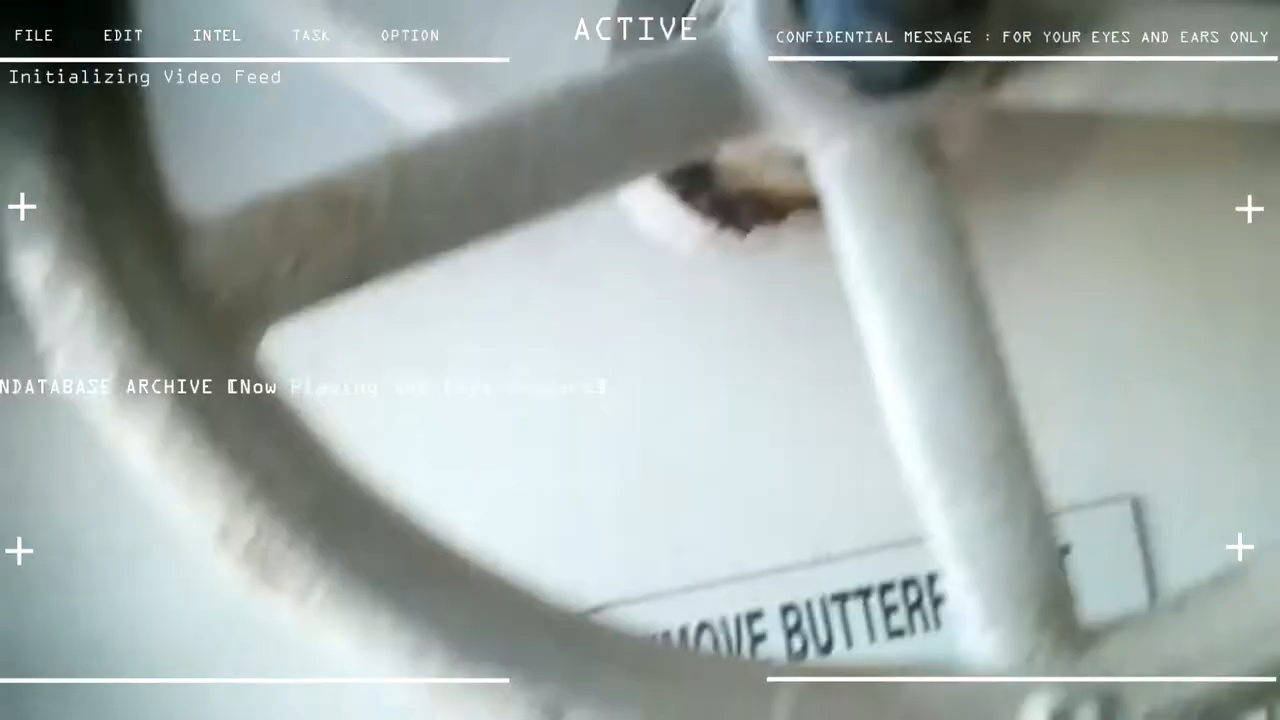 FILE EDIT INTEL TASK OPTION
ACTIVE
CONFIDENTIAL MESSAGE : FOR YOUR EYES AND EARS ONLY
Initializing Video Feed
NDATABASE ARCHIVE [Now Playing
MOVE BUTTERF